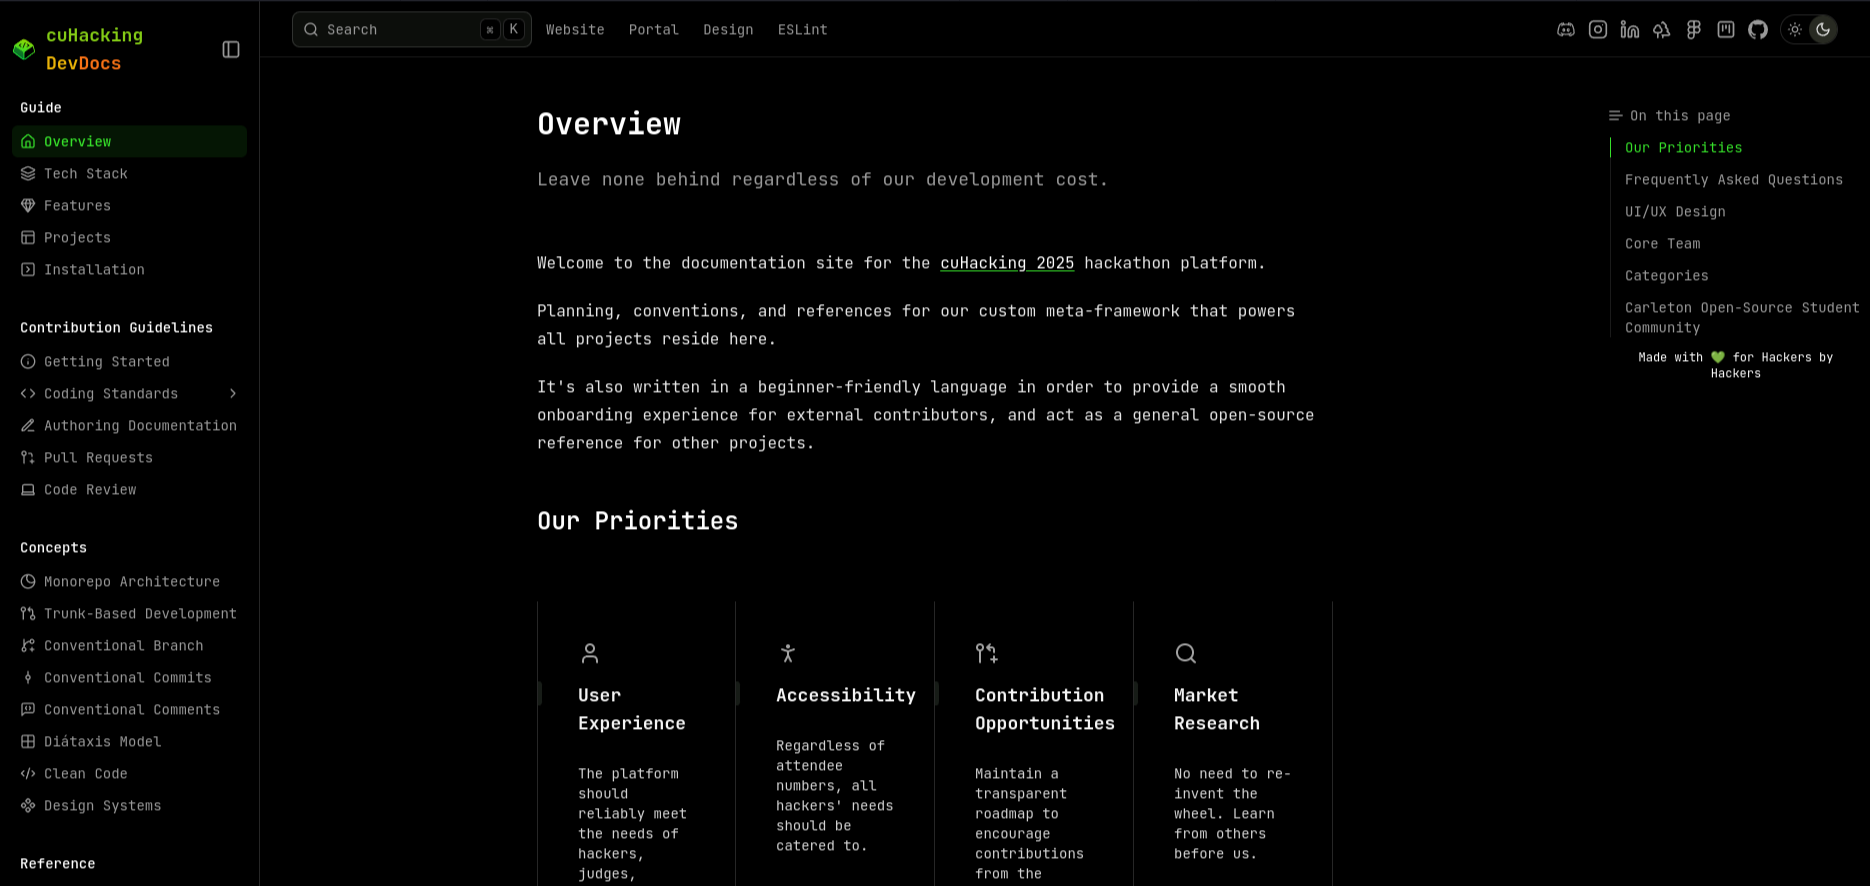 cuHacking
DevDocs
Guide
Overview
Tech Stack
Features
Projects
Installation
Contribution Guidelines
Getting Started
Coding Standards
Authoring Documentation
Pull Requests
Code Review
Concepts
Monorepo Architecture
Trunk-Based Development
Conventional Branch
Conventional Commits
Conventional Comments
Diátaxis Model
Clean Code
Design Systems
Reference
Search ⌘ K
Website Portal Design ESLint
Overview
Leave none behind regardless of our development cost.
Welcome to the documentation site for the cuHacking 2025 hackathon platform.
Planning, conventions, and references for our custom meta-framework that powers
all projects reside here.
It's also written in a beginner-friendly language in order to provide a smooth
onboarding experience for external contributors, and act as a general open-source
reference for other projects.
Our Priorities
User
Experience
The platform
should
reliably meet
the needs of
hackers,
judges,
Accessibility
Regardless of
attendee
numbers, all
hackers' needs
should be
catered to.
Contribution
Opportunities
Maintain a
transparent
roadmap to
encourage
contributions
from the
Market
Research
No need to re-
invent the
wheel. Learn
from others
before us.
On this page
Our Priorities
Frequently Asked Questions
UI/UX Design
Core Team
Categories
Carleton Open-Source Student
Community
Made with 💚 for Hackers by
Hackers